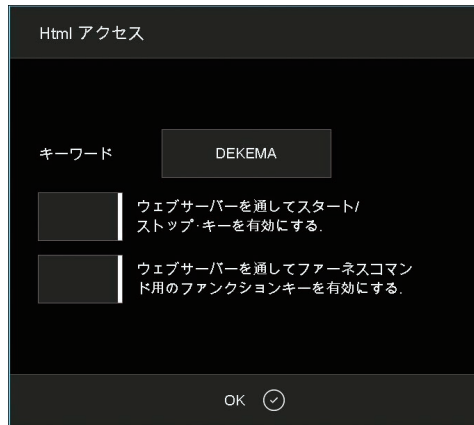 Html アクセス
キーワード DEKEMA
ウェブサーバーを通してスタート/
ストップ･キーを有効にする.
ウェブサーバーを通してファーネスコマン
ド用のファンクションキーを有効にする.
OK